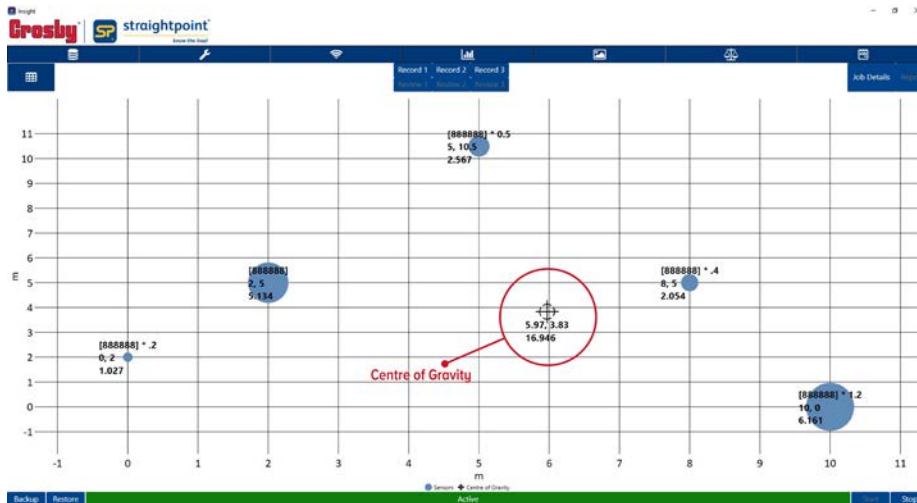 Insight
Crosby SP straightpoint
know the load
Record 1 Record 2 Record 3
Review 1 Review 2 Review 3
Job Details
11
10
9
8
7
6
5
4
3
2
1
0
-1
m
[888888] * 0.5
5, 10.5
2.567
[888888]
2, 5
5.134
[888888] * .4
8, 5
2.054
5.97, 3.83
16.946
[888888] * .2
0, 2
1.027
Centre of Gravity
[888888] * 1.2
10, 0
6.161
-1 0 1 2 3 4 5 6 7 8 9 10 11
m
Sensors Centre of Gravity
Backup Restore Active Start Stop